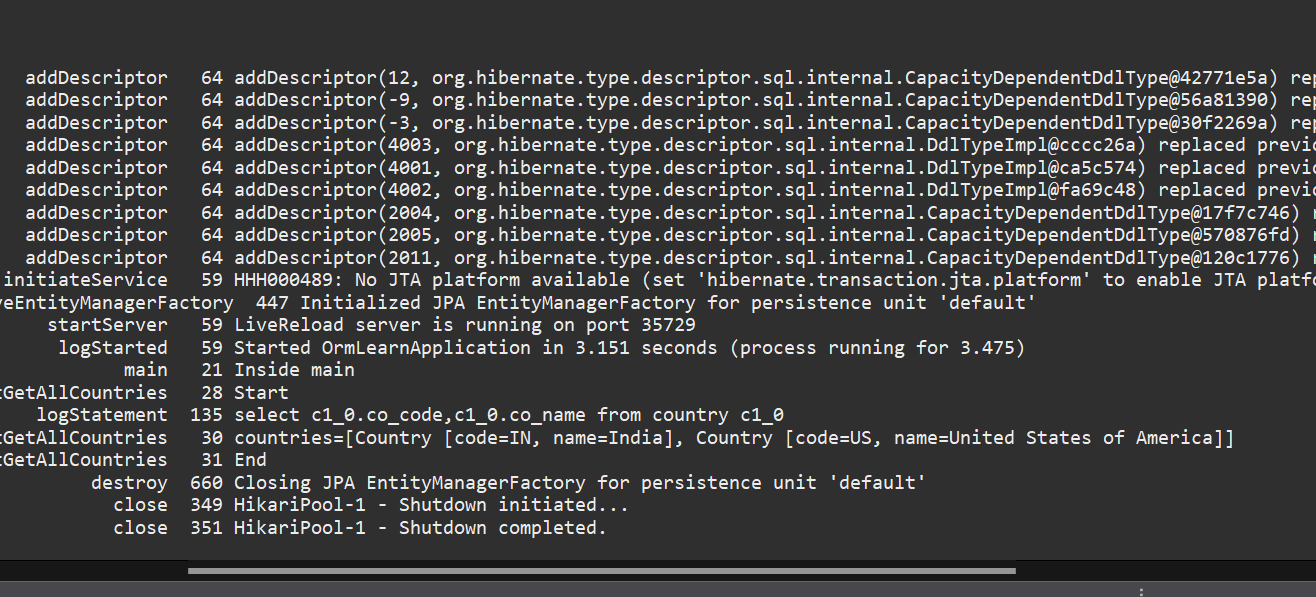 addDescriptor 64 addDescriptor(12, org.hibernate.type.descriptor.sql.internal.CapacityDependentDdlType@42771e5a)
addDescriptor 64 addDescriptor(-9, org.hibernate.type.descriptor.sql.internal.CapacityDependentDdlType@56a81390)
addDescriptor 64 addDescriptor(-3, org.hibernate.type.descriptor.sql.internal.CapacityDependentDdlType@30f2269a)
addDescriptor 64 addDescriptor(4003, org.hibernate.type.descriptor.sql.internal.DdlTypeImpl@cccc26a) replaced
addDescriptor 64 addDescriptor(4001, org.hibernate.type.descriptor.sql.internal.DdlTypeImpl@ca5c574) replaced
addDescriptor 64 addDescriptor(4002, org.hibernate.type.descriptor.sql.internal.DdlTypeImpl@fa69c48) replaced
addDescriptor 64 addDescriptor(2004, org.hibernate.type.descriptor.sql.internal.CapacityDependentDdlType@17f7c746)
addDescriptor 64 addDescriptor(2005, org.hibernate.type.descriptor.sql.internal.CapacityDependentDdlType@570876fd)
addDescriptor 64 addDescriptor(2011, org.hibernate.type.descriptor.sql.internal.CapacityDependentDdlType@120c1776)
initiateService 59 HHH000489: No JTA platform available (set 'hibernate.transaction.jta.platform' to enable JTA
veEntityManagerFactory 447 Initialized JPA EntityManagerFactory for persistence unit 'default'
startServer 59 LiveReload server is running on port 35729
logStarted 59 Started OrmLearnApplication in 3.151 seconds (process running for 3.475)
main 21 Inside main
tGetAllCountries 28 Start
logStatement 135 select c1_0.co_code,c1_0.co_name from country c1_0
tGetAllCountries 30 countries=[Country [code=IN, name=India], Country [code=US, name=United States of America]]
tGetAllCountries 31 End
destroy 660 Closing JPA EntityManagerFactory for persistence unit 'default'
close 349 HikariPool-1 - Shutdown initiated...
close 351 HikariPool-1 - Shutdown completed.